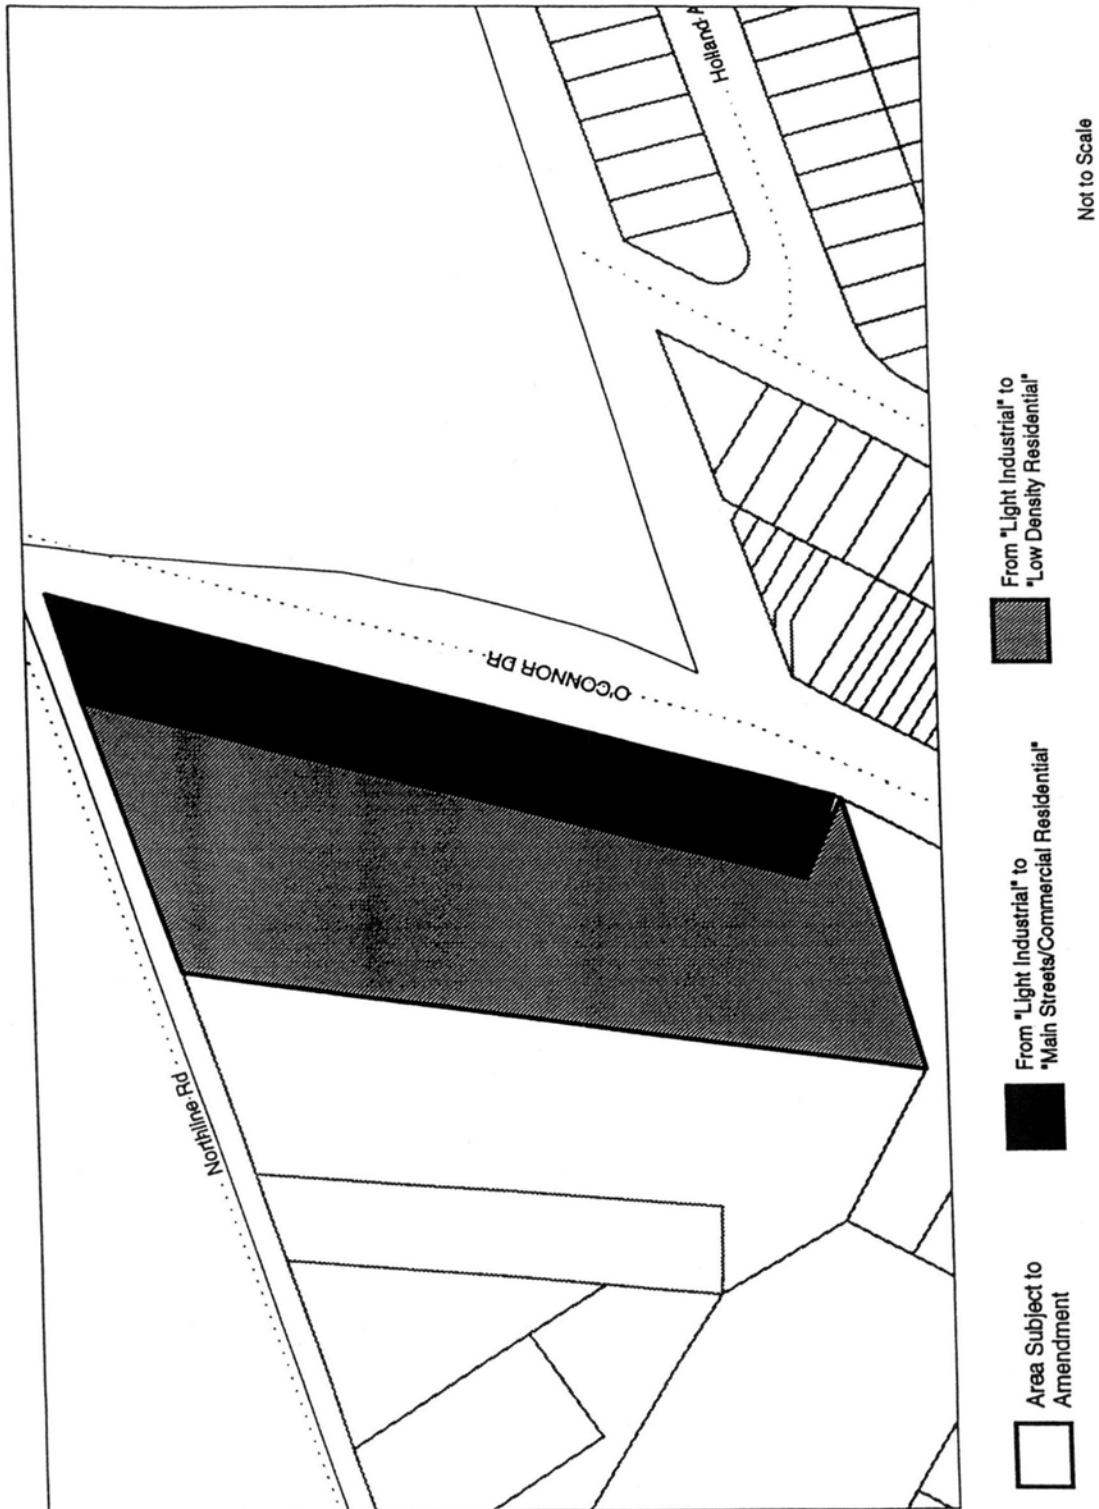 Holland A
O'CONNOR DR
Northline Rd
Area Subject to
Amendment
From "Light Industrial" to
"Main Streets/Commercial Residential"
From "Light Industrial" to
"Low Density Residential"
Not to Scale